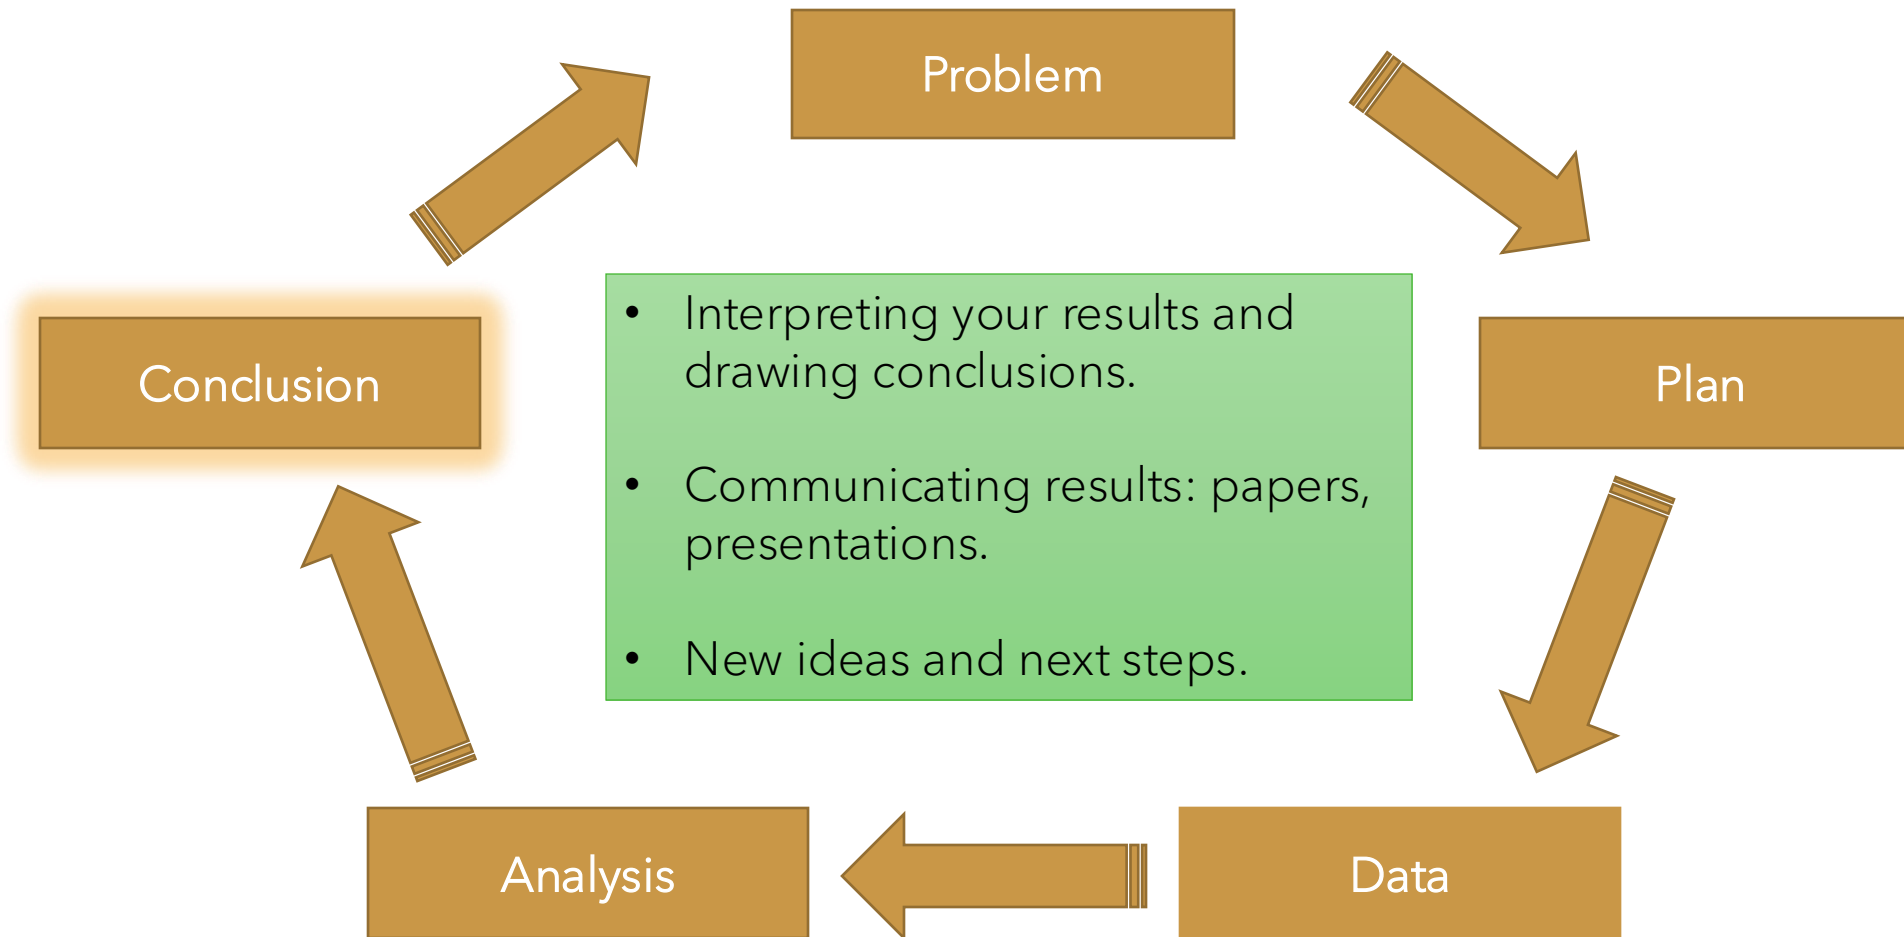 Problem
Conclusion
• Interpreting your results and
drawing conclusions.
• Communicating results: papers,
presentations.
• New ideas and next steps.
Plan
Analysis
Data